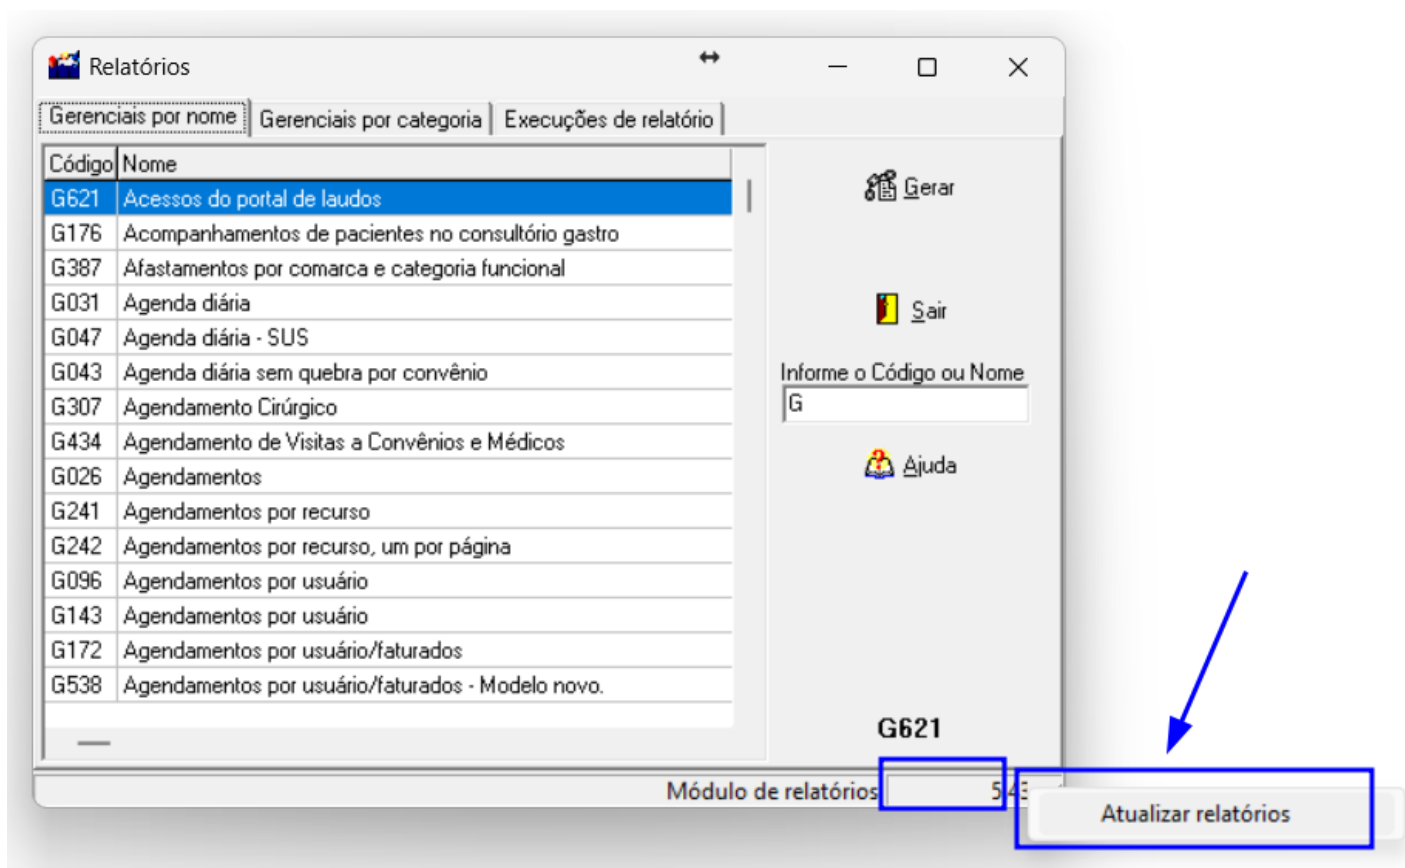 Relatórios
Gerenciais por nome Gerenciais por categoria Execuções de relatório
Código Nome
G621 Acessos do portal de laudos
G176 Acompanhamentos de pacientes no consultório gastro
G387 Afastamentos por comarca e categoria funcional
G031 Agenda diária
G047 Agenda diária - SUS
G043 Agenda diária sem quebra por convênio
G307 Agendamento Cirúrgico
G434 Agendamento de Visitas a Convênios e Médicos
G026 Agendamentos
G241 Agendamentos por recurso
G242 Agendamentos por recurso, um por página
G096 Agendamentos por usuário
G143 Agendamentos por usuário
G172 Agendamentos por usuário/faturados
G538 Agendamentos por usuário/faturados - Modelo novo.
Gerar
Sair
Informe o Código ou Nome
G
Ajuda
G621
Módulo de relatórios
Atualizar relatórios